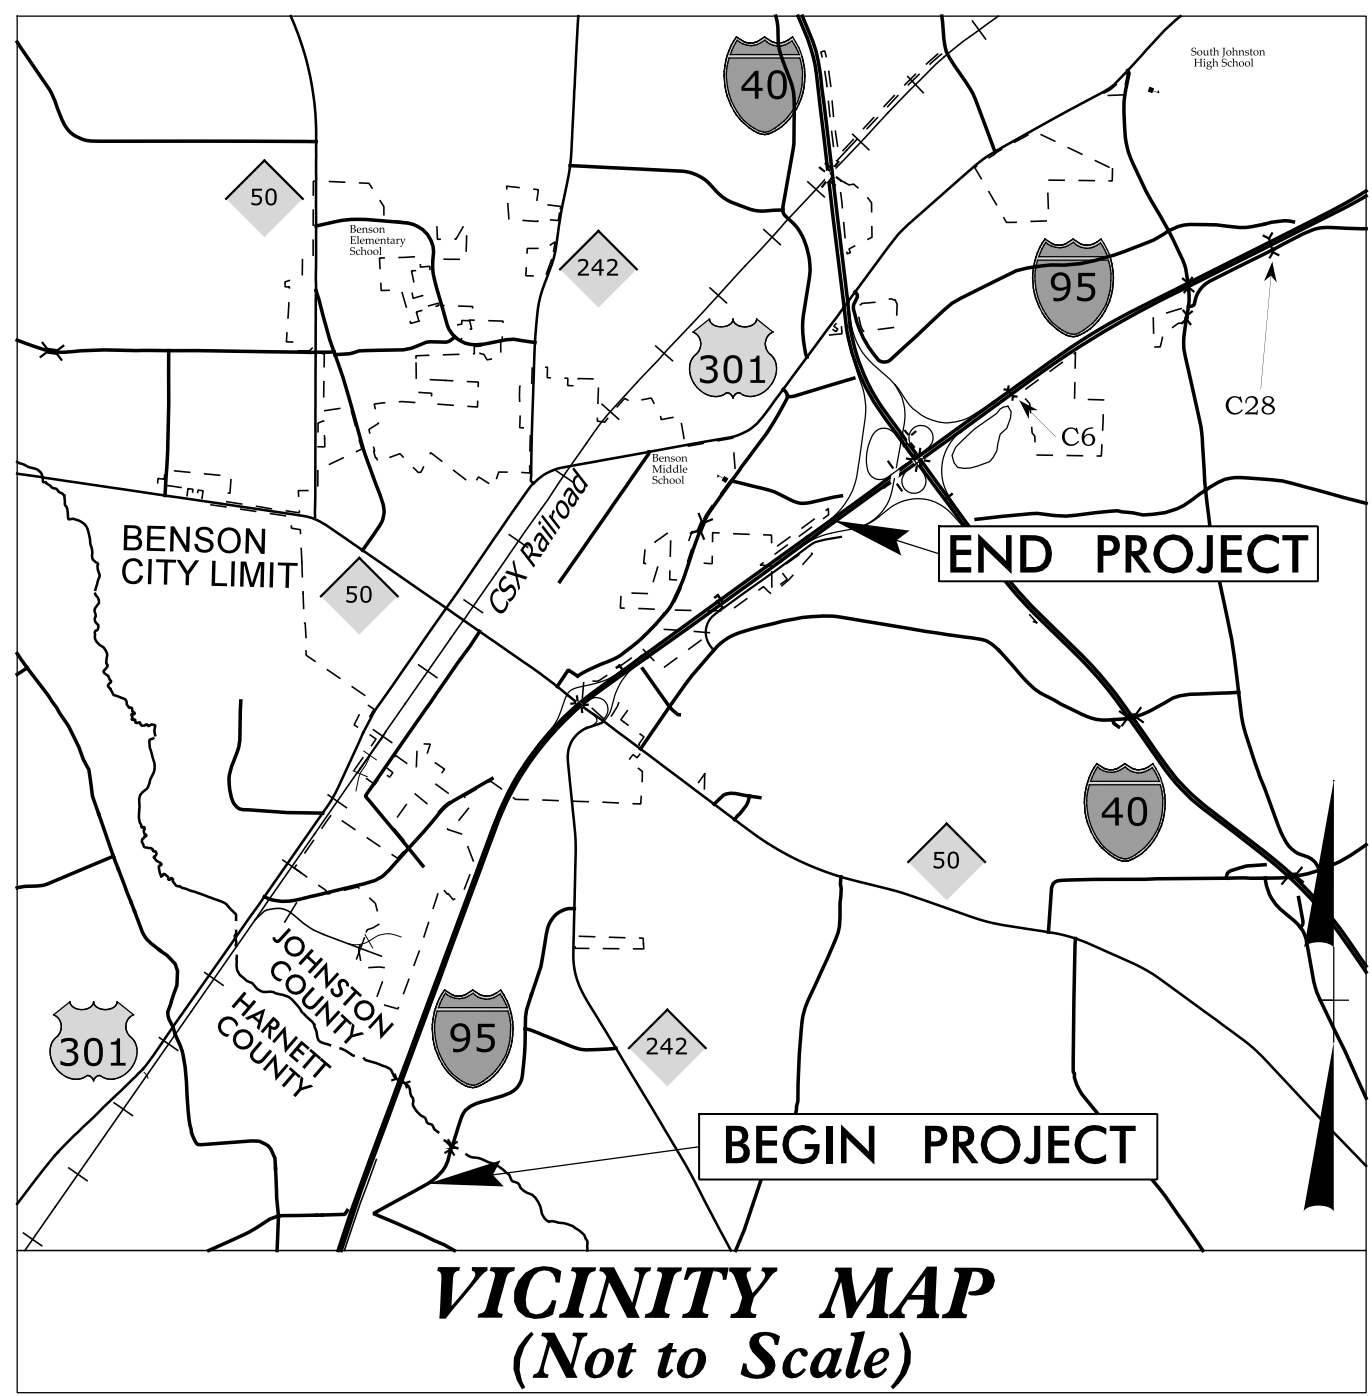 40
South Johnston
High School
50
Benson
Elementary
School
242
95
301
C28
C6
Benson
Middle
School
CSX Railroad
BENSON
CITY LIMIT
END PROJECT
50
40
50
JOHNSTON
COUNTY
HARNETT
COUNTY
95
301
242
BEGIN PROJECT
VICINITY MAP
(Not to Scale)